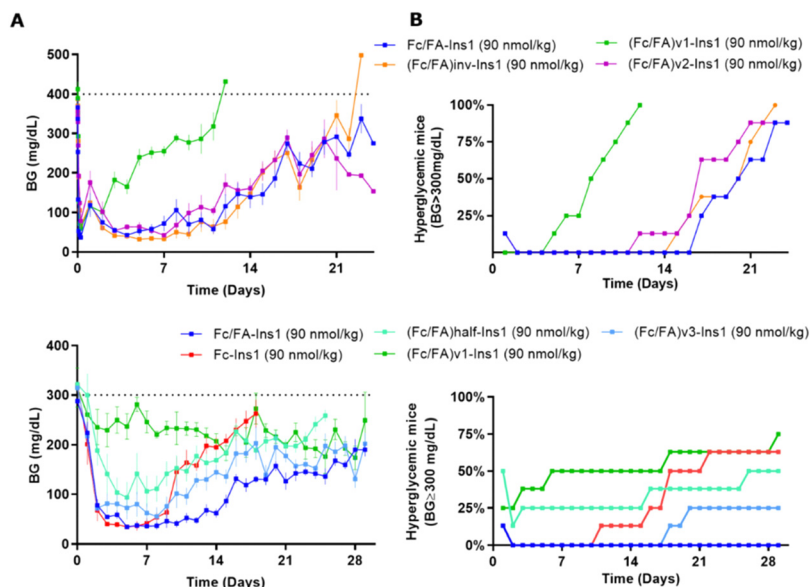 A
B
Fc/FA-Ins1 (90 nmol/kg)
(Fc/FA)v1-Ins1 (90 nmol/kg)
(Fc/FA)inv-Ins1 (90 nmol/kg)
(Fc/FA)v2-Ins1 (90 nmol/kg)
BG (mg/dL)
500
400
300
200
100
0
0
7
14
21
Time (Days)
Hyperglycemic mice
(BG>300mg/dL)
100%
75%
50%
25%
7
14
21
Time (Days)
Fc/FA-Ins1 (90 nmol/kg)
(Fc/FA)half-Ins1 (90 nmol/kg)
(Fc/FA)v3-Ins1 (90 nmol/kg)
Fc-Ins1 (90 nmol/kg)
(Fc/FA)v1-Ins1 (90 nmol/kg)
BG (mg/dL)
400
300
200
100
0
0
7
14
21
28
Time (Days)
Hyperglycemic mice
(BG≥300 mg/dL)
100%
75%
50%
25%
0%
7
14
21
28
Time (Days)